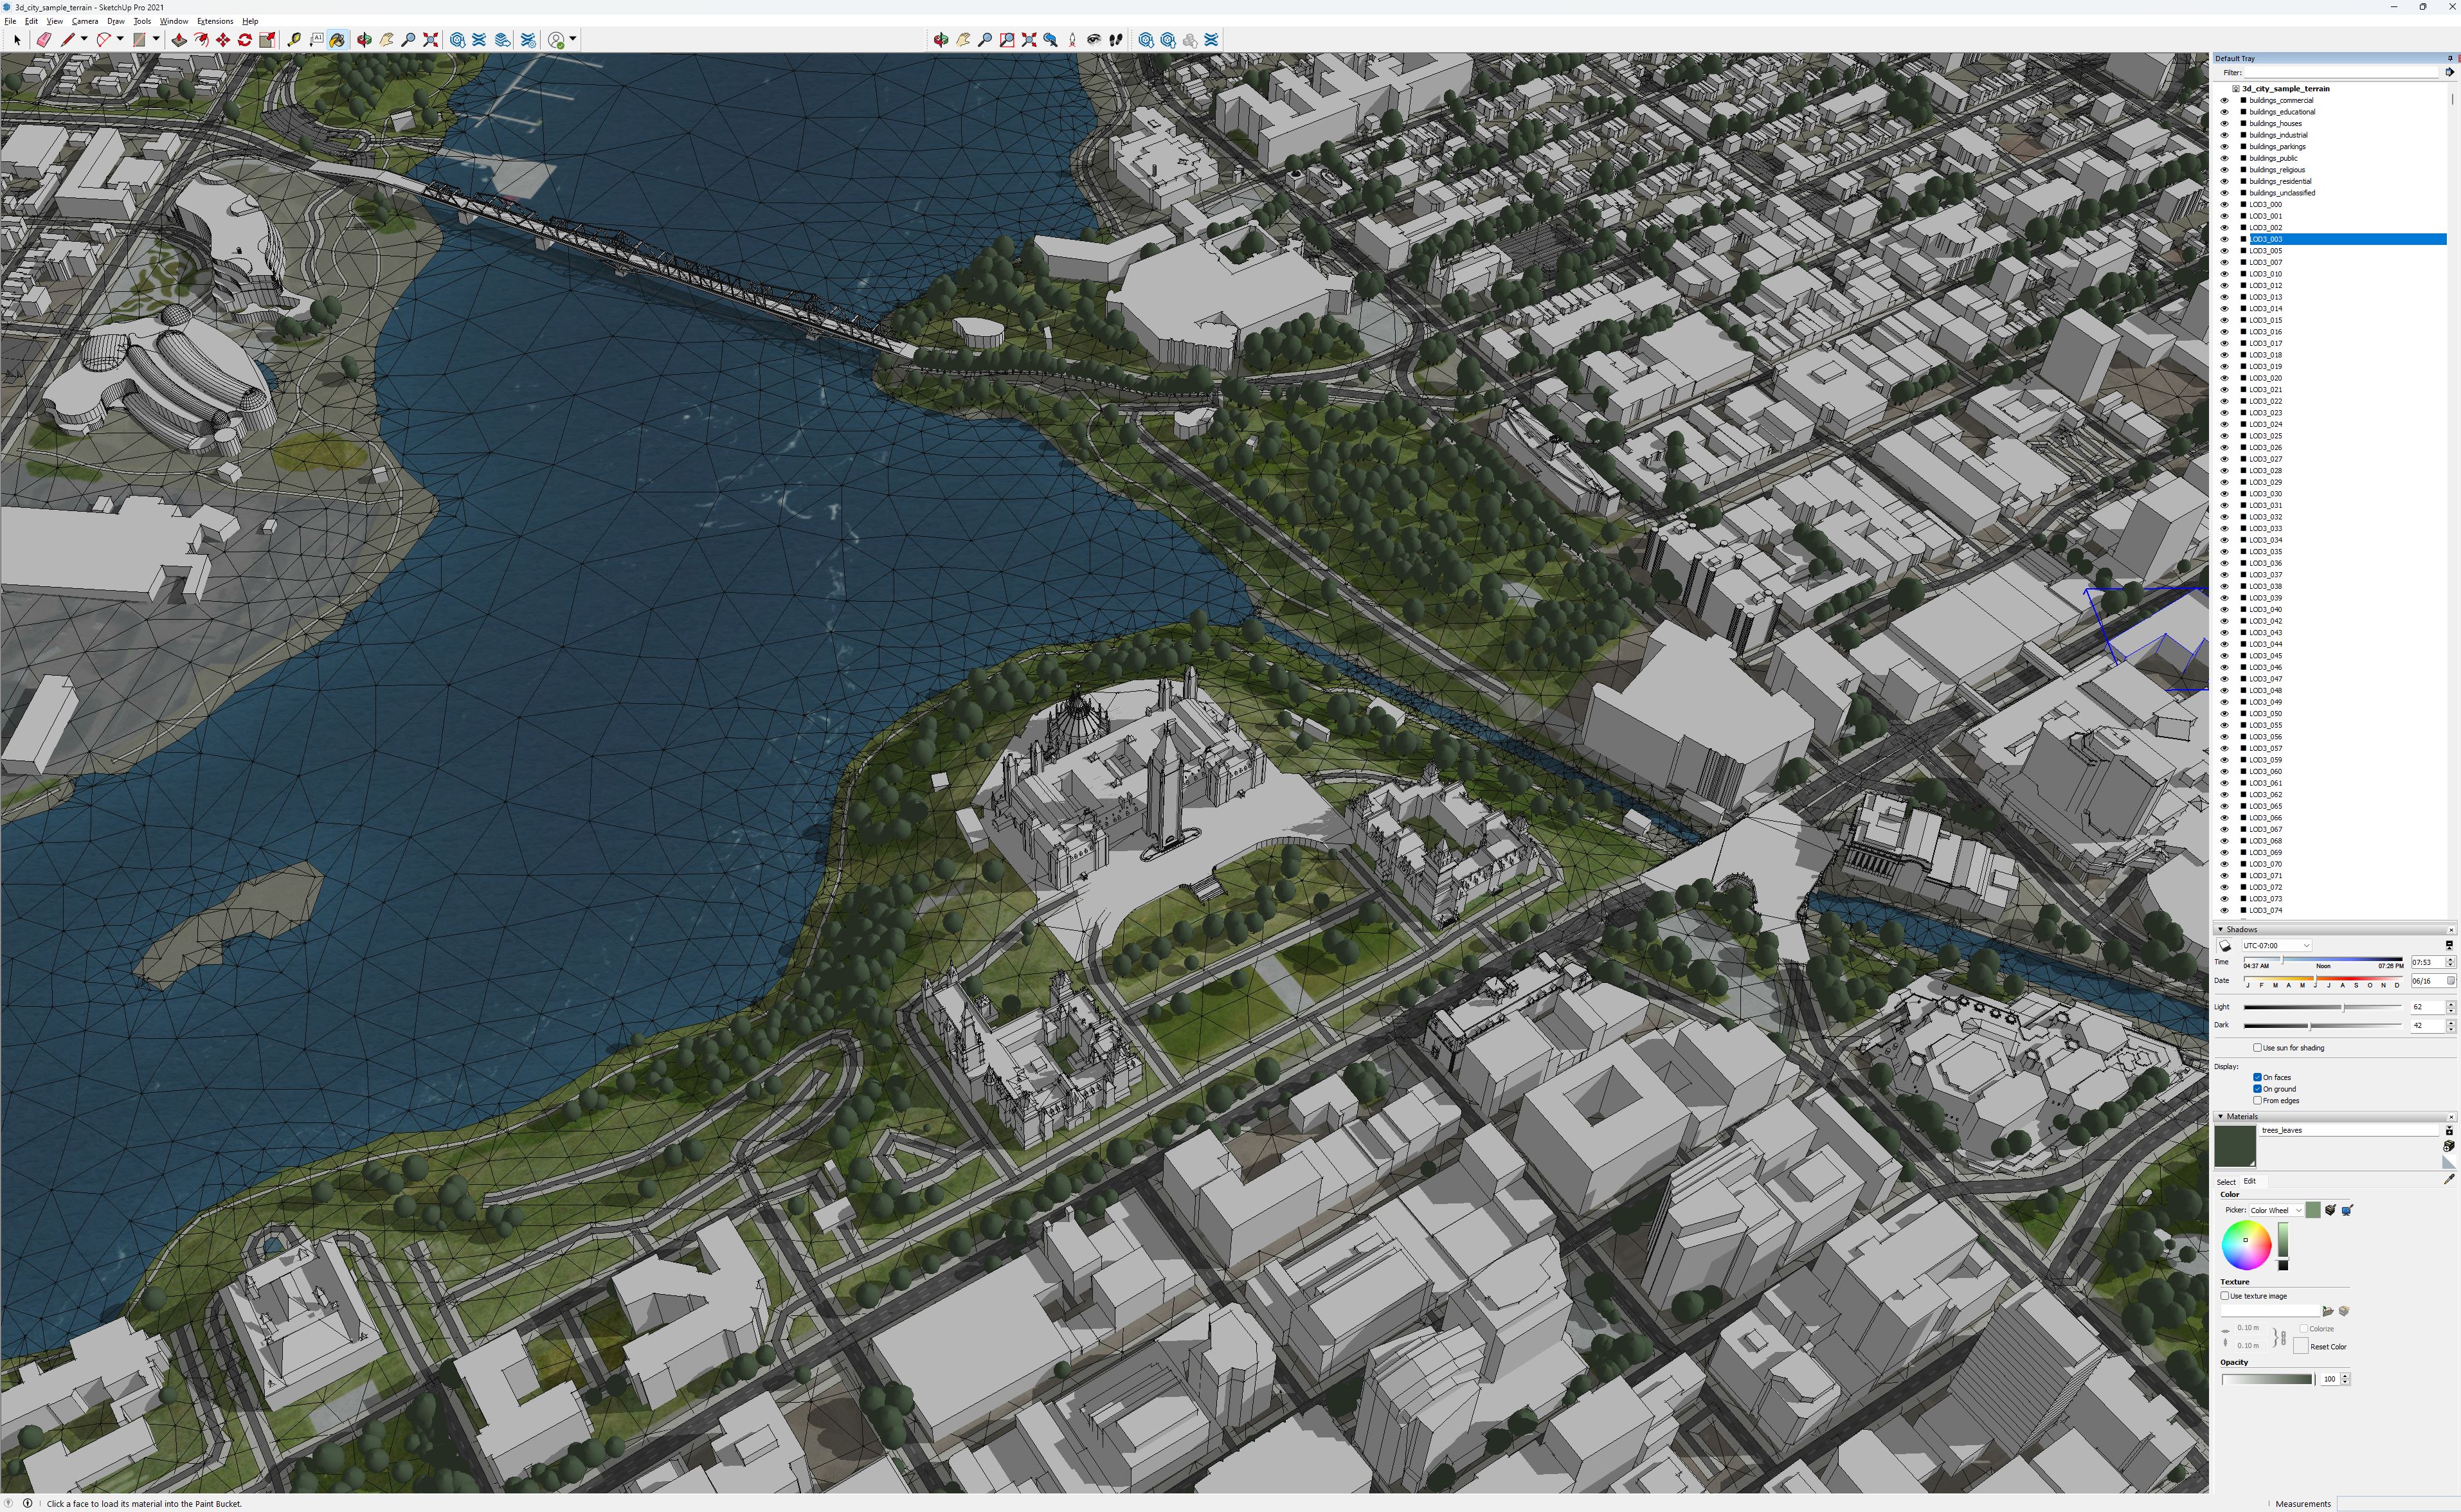 3d_city_sample_terrain - SketchUp Pro 2021
File Edit View Camera Draw Tools Window Extensions Help
Default Tray
Filter:
3d_city_sample_terrain
buildings_commercial
buildings_educational
buildings_houses
buildings_industrial
buildings_parkings
buildings_public
buildings_religious
buildings_residential
buildings_unclassified
LOD3_000
LOD3_001
LOD3_002
LOD3_003
LOD3_005
LOD3_007
LOD3_010
LOD3_012
LOD3_013
LOD3_014
LOD3_015
LOD3_016
LOD3_017
LOD3_018
LOD3_019
LOD3_020
LOD3_021
LOD3_022
LOD3_023
LOD3_024
LOD3_025
LOD3_026
LOD3_027
LOD3_028
LOD3_029
LOD3_030
LOD3_031
LOD3_032
LOD3_033
LOD3_034
LOD3_035
LOD3_036
LOD3_037
LOD3_038
LOD3_039
LOD3_040
LOD3_042
LOD3_043
LOD3_044
LOD3_045
LOD3_046
LOD3_047
LOD3_048
LOD3_049
LOD3_050
LOD3_055
LOD3_056
LOD3_057
LOD3_059
LOD3_060
LOD3_061
LOD3_062
LOD3_065
LOD3_066
LOD3_067
LOD3_068
LOD3_069
LOD3_070
LOD3_071
LOD3_072
LOD3_073
LOD3_074
Shadows
UTC-07:00
Time 07:53
04:37 AM Noon 07:26 PM
Date 06/16
J F M A M J J A S O N D
Light 62
Dark 42
Use sun for shading
Display:
On faces
On ground
From edges
Materials
trees_leaves
Select Edit
Color
Picker: Color Wheel
Texture
Use texture image
0.10 m Colorize
0.10 m Reset Color
Opacity
100
Click a face to load its material into the Paint Bucket.
Measurements